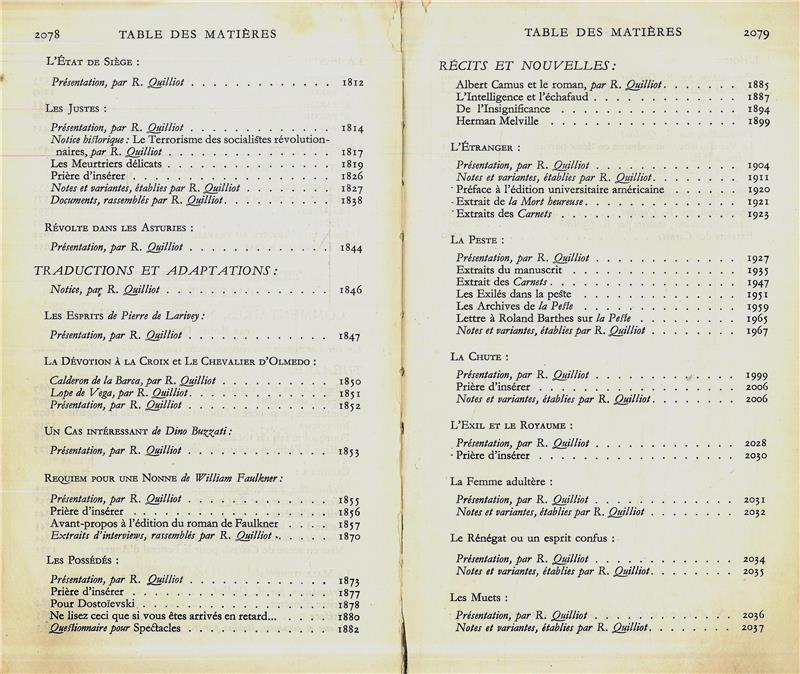 2078 TABLE DES MATIÈRES
L'ÉTAT DE SIÈGE :
Présentation, par R. Quilliot . . . . . . . . . . . . 1812
LES JUSTES :
Présentation, par R. Quilliot . . . . . . . . . . . . 1814
Notice historique : Le Terrorisme des socialistes révolution-
naires, par R. Quilliot . . . . . . . . . . . . 1817
Les Meurtriers délicats . . . . . . . . . . . . 1819
Prière d'insérer . . . . . . . . . . . . 1826
Notes et variantes, établies par R. Quilliot . . . . . . 1827
Documents, rassemblés par R. Quilliot. . . . . . . . 1838
RÉVOLTE DANS LES ASTURIES :
Présentation, par R. Quilliot . . . . . . . . . . . . 1844
TRADUCTIONS ET ADAPTATIONS :
Notice, par R. Quilliot . . . . . . . . . . . . 1846
LES ESPRITS de Pierre de Larivey :
Présentation, par R. Quilliot . . . . . . . . . . . . 1847
LA DÉVOTION À LA CROIX et LE CHEVALIER D'OLMEDO :
Calderon de la Barca, par R. Quilliot . . . . . . . . 1850
Lope de Vega, par R. Quilliot. . . . . . . . . . . 1851
Présentation, par R. Quilliot . . . . . . . . . . . . 1852
UN CAS INTÉRESSANT de Dino Buzzati :
Présentation, par R. Quilliot . . . . . . . . . . . . 1853
REQUIEM POUR UNE NONNE de William Faulkner :
Présentation, par R. Quilliot . . . . . . . . . . . . 1855
Prière d'insérer . . . . . . . . . . . . 1856
Avant-propos à l'édition du roman de Faulkner . . . . 1857
Extraits d'interviews, rassemblés par R. Quilliot . . . . 1870
LES POSSÉDÉS :
Présentation, par R. Quilliot . . . . . . . . . . . . 1873
Prière d'insérer . . . . . . . . . . . . 1877
Pour Dostoïevski . . . . . . . . . . . . 1878
Ne lisez ceci que si vous êtes arrivés en retard... . . . . 1880
Questionnaire pour Spectacles . . . . . . . . . . . 1882
TABLE DES MATIÈRES 2079
RÉCITS ET NOUVELLES :
Albert Camus et le roman, par R. Quilliot. . . . . . . 1885
L'Intelligence et l'échafaud . . . . . . . . . . . 1887
De l'Insignificance . . . . . . . . . . . . 1894
Herman Melville . . . . . . . . . . . . 1899
L'ÉTRANGER :
Présentation, par R. Quilliot . . . . . . . . . . . . 1904
Notes et variantes, établies par R. Quilliot . . . . . . 1911
Préface à l'édition universitaire américaine . . . . . . 1920
Extrait de la Mort heureuse. . . . . . . . . . . . 1921
Extraits des Carnets . . . . . . . . . . . . 1923
LA PESTE :
Présentation, par R. Quilliot . . . . . . . . . . . . 1927
Extraits du manuscrit . . . . . . . . . . . . 1935
Extrait des Carnets. . . . . . . . . . . . 1947
Les Exilés dans la peste . . . . . . . . . . . . 1951
Les Archives de la Peste . . . . . . . . . . . . 1959
Lettre à Roland Barthes sur la Peste . . . . . . . . 1965
Notes et variantes, établies par R. Quilliot . . . . . . 1967
LA CHUTE :
Présentation, par R. Quilliot . . . . . . . . . . . . 1999
Prière d'insérer . . . . . . . . . . . . 2006
Notes et variantes, établies par R. Quilliot. . . . . . . 2006
L'EXIL ET LE ROYAUME :
Présentation, par R. Quilliot . . . . . . . . . . . . 2028
Prière d'insérer . . . . . . . . . . . . 2030
La Femme adultère :
Présentation, par R. Quilliot . . . . . . . . . . . . 2031
Notes et variantes, établies par R. Quilliot . . . . . . 2032
Le Rénégat ou un esprit confus :
Présentation, par R. Quilliot . . . . . . . . . . . . 2034
Notes et variantes, établies par R. Quilliot. . . . . . . 2035
Les Muets :
Présentation, par R. Quilliot . . . . . . . . . . . . 2036
Notes et variantes, établies par R. Quilliot. . . . . . . 2037